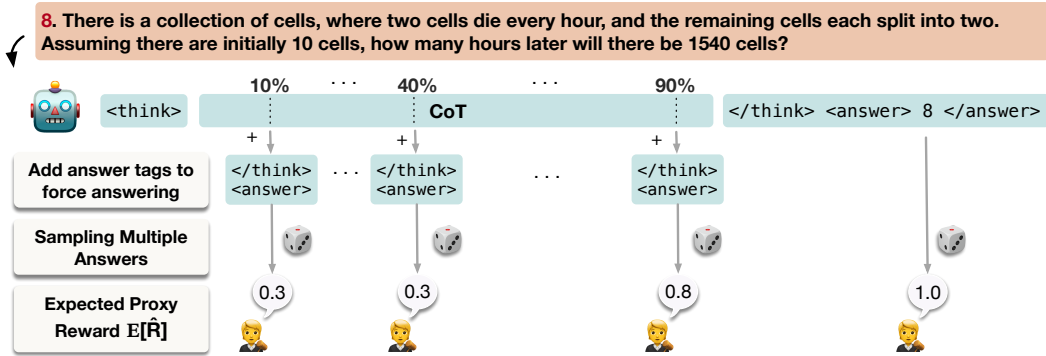 8. There is a collection of cells, where two cells die every hour, and the remaining cells each split into two.
Assuming there are initially 10 cells, how many hours later will there be 1540 cells?
10% ... 40% ... 90%
<think> CoT </think> <answer> 8 </answer>
+ + +
Add answer tags to
force answering
</think> ... </think> ... </think>
<answer> <answer> <answer>
Sampling Multiple
Answers
Expected Proxy
Reward 𝔼[R̂]
0.3 0.3 0.8 1.0